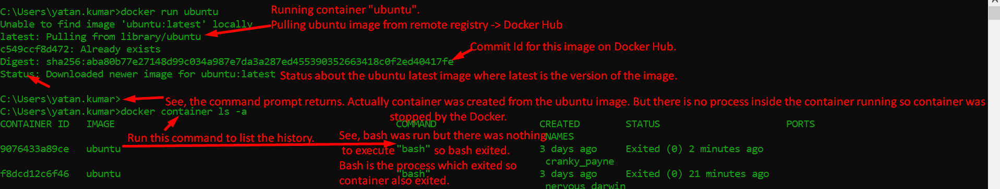 C:\Users\yatan.kumar>docker run ubuntu
Running container "ubuntu".
Unable to find image 'ubuntu:latest' locally
Pulling ubuntu image from remote registry -> Docker Hub
latest: Pulling from library/ubuntu
c549ccf8d472: Already exists
Commit Id for this image on Docker Hub.
Digest: sha256:aba80b77e27148d99c034a987e7da3a287ed455390352663418c0f2ed40417fe
Status: Downloaded newer image for ubuntu:latest
Status about the ubuntu latest image where latest is the version of the image.
C:\Users\yatan.kumar>
See, the command prompt returns. Actually container was created from the ubuntu image. But there is no process inside the container running so container was
stopped by the Docker.
C:\Users\yatan.kumar>docker container ls -a
CONTAINER ID IMAGE COMMAND CREATED STATUS PORTS
NAMES
Run this command to list the history.
See, bash was run but there was nothing
to execute so bash exited.
Bash is the process which exited so
container also exited.
9076433a89ce ubuntu "bash" 3 days ago Exited (0) 2 minutes ago
cranky_payne
f8dcd12c6f46 ubuntu "bash" 3 days ago Exited (0) 21 minutes ago
nervous_darwin